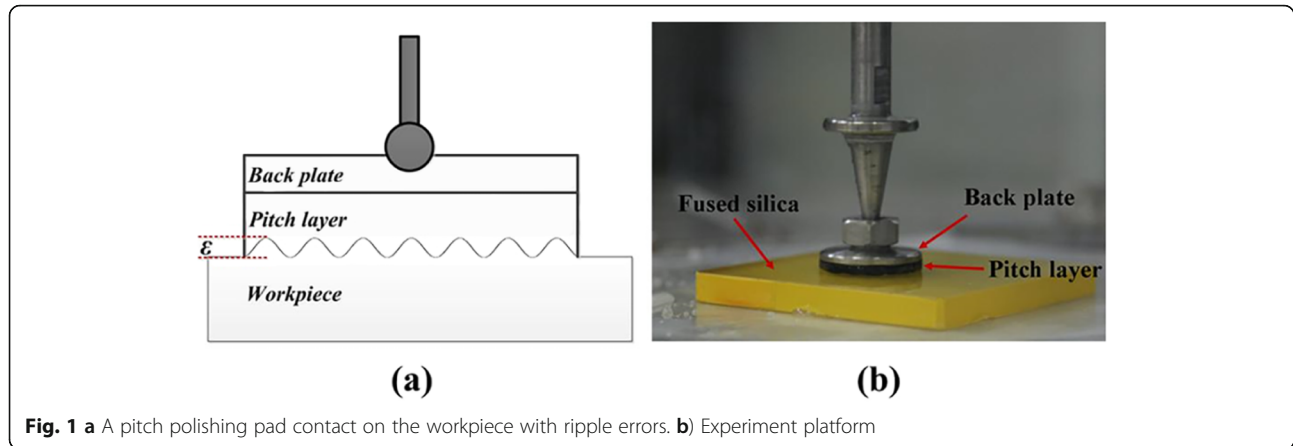 Back plate
Pitch layer
ε
Workpiece
(a)
Fused silica
Back plate
Pitch layer
(b)
Fig. 1 a A pitch polishing pad contact on the workpiece with ripple errors. b) Experiment platform